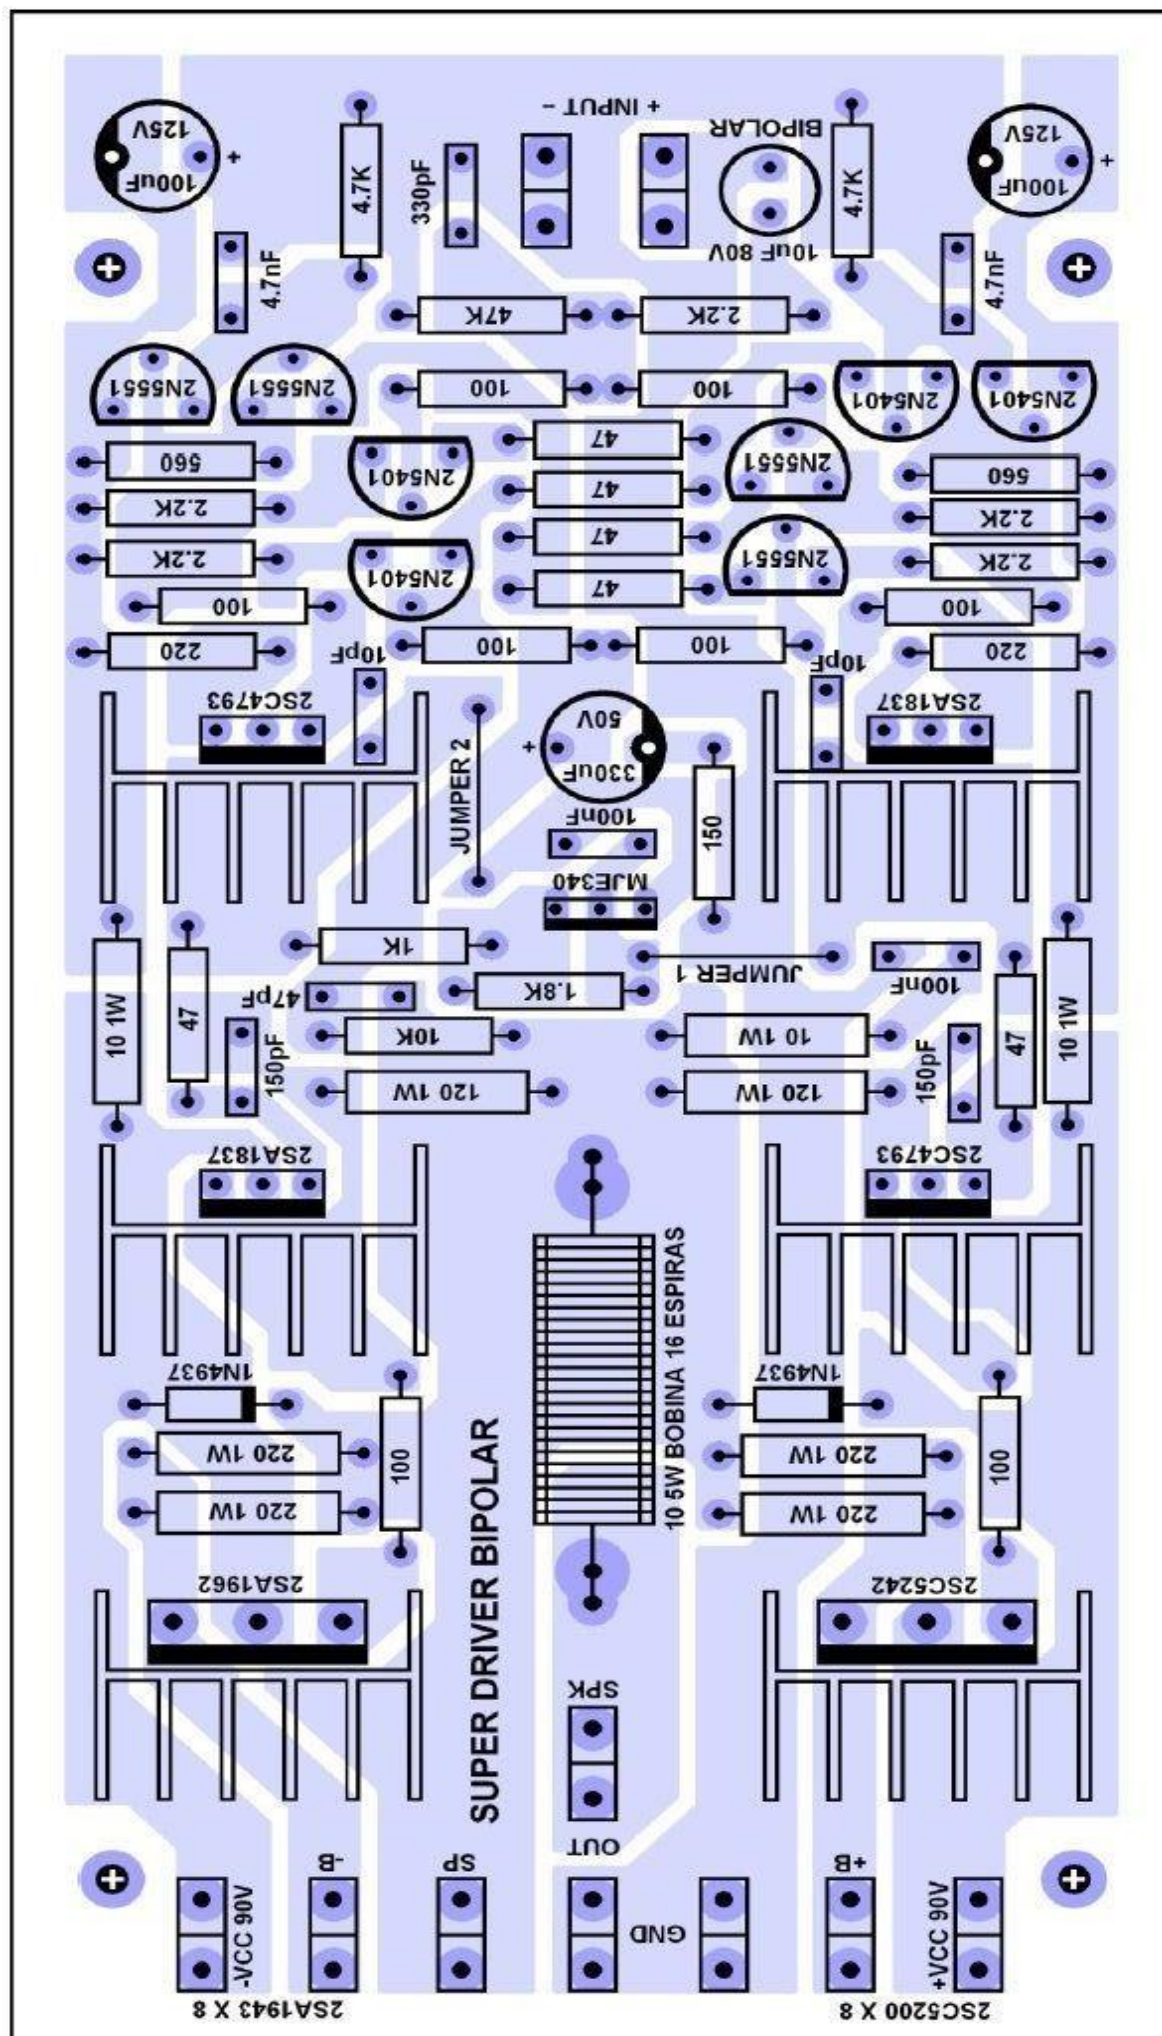 + INPUT -
125V
100uF
+
4.7K
330pF
BIPOLAR
10uF 80V
4.7K
125V
100uF
+
4.7nF
4.7nF
47K
2.2K
2N5551
2N5551
100
100
2N5401
2N5401
560
2N5401
47
2N5551
560
2.2K
47
2.2K
2.2K
2N5401
47
2N5551
2.2K
100
47
100
220
100
100
220
10pF
10pF
2SC4793
2SA1837
50V
+
330uF
JUMPER 2
100nF
150
MJE340
1K
JUMPER 1
100nF
10 1W
47
47pF
1.8K
47
10 1W
150pF
10K
10 1W
150pF
120 1W
120 1W
2SA1837
2SC4793
10 5W BOBINA 16 ESPIRAS
1N4937
1N4937
220 1W
100
220 1W
100
220 1W
220 1W
SUPER DRIVER BIPOLAR
2SA1962
2SC5242
SPK
OUT
-B
SP
+B
-VCC 90V
GND
+VCC 90V
2SA1943 X 8
2SC5200 X 8